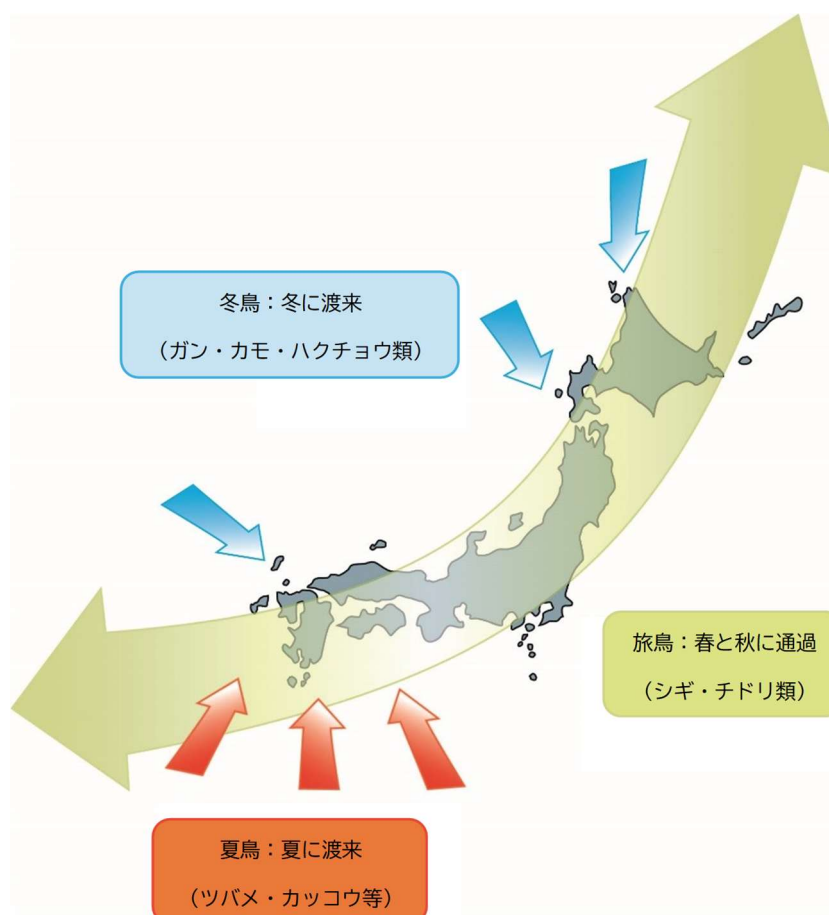 冬鳥：冬に渡来
（ガン・カモ・ハクチョウ類）
旅鳥：春と秋に通過
（シギ・チドリ類）
夏鳥：夏に渡来
（ツバメ・カッコウ等）